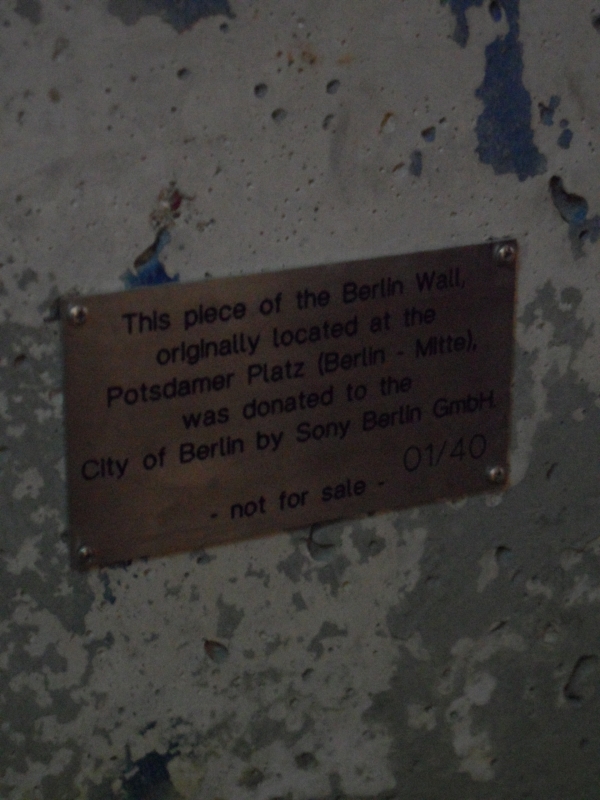 This piece of the Berlin Wall,
originally located at the
Potsdamer Platz (Berlin - Mitte),
was donated to the
City of Berlin by Sony Berlin GmbH.
01/40
- not for sale -